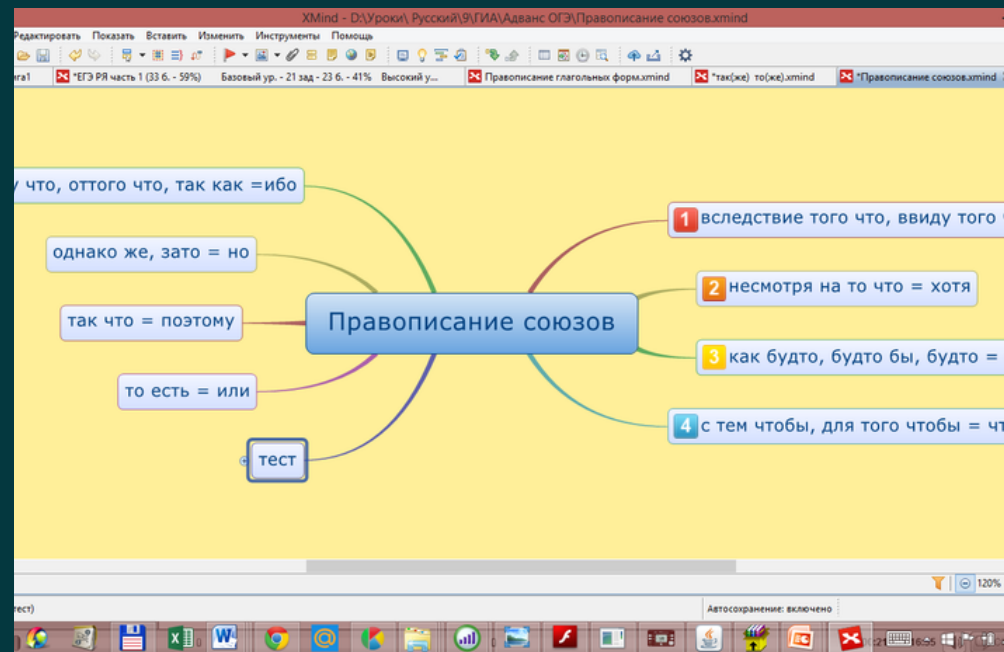 XMind - D:\Уроки\ Русский\9\ГИА\Адванс ОГЭ\Правописание союзов.xmind
Редактировать Показать Вставить Изменить Инструменты Помощь
*ЕГЭ РЯ часть 1 (33 б. - 59%) Базовый ур. - 21 зад - 23 б. - 41% Высокий у... Правописание глагольных форм.xmind *так(же) то(же).xmind *Правописание союзов.xmind
что, оттого что, так как =ибо
однако же, зато = но
так что = поэтому
то есть = или
тест
Правописание союзов
1 вследствие того что, ввиду того
2 несмотря на то что = хотя
3 как будто, будто бы, будто =
4 с тем чтобы, для того чтобы =
120%
Автосохранение: включено